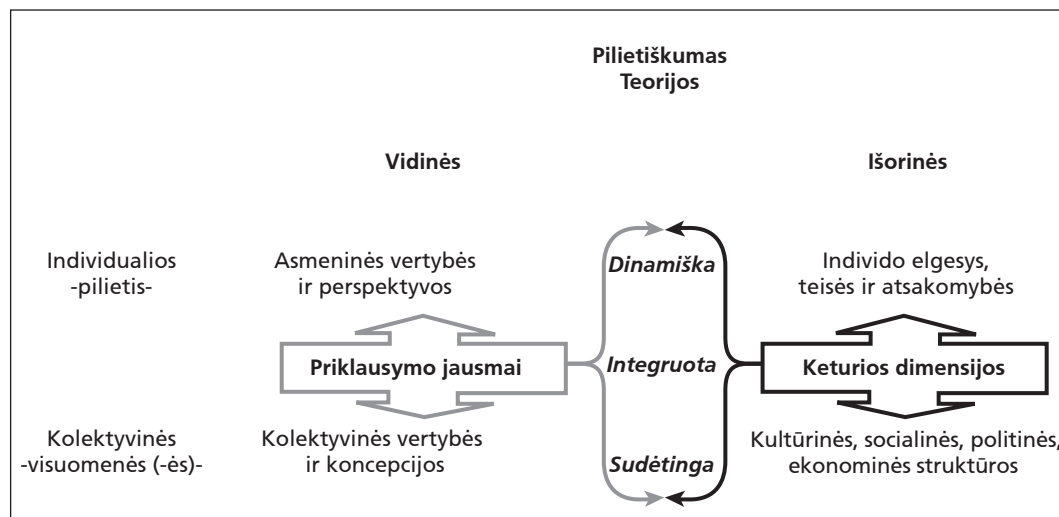 Pilietiškumas
Teorijos
Vidinės
Išorinės
Individualios
-pilietis-
Asmeninės vertybės
ir perspektyvos
Dinamiška
Individo elgesys,
teisės ir atsakomybės
Priklausymo jausmai
Integruota
Keturios dimensijos
Kolektyvinės
-visuomenės (-ės)-
Kolektyvinės vertybės
ir koncepcijos
Sudėtinga
Kultūrinės, socialinės, politinės,
ekonominės struktūros